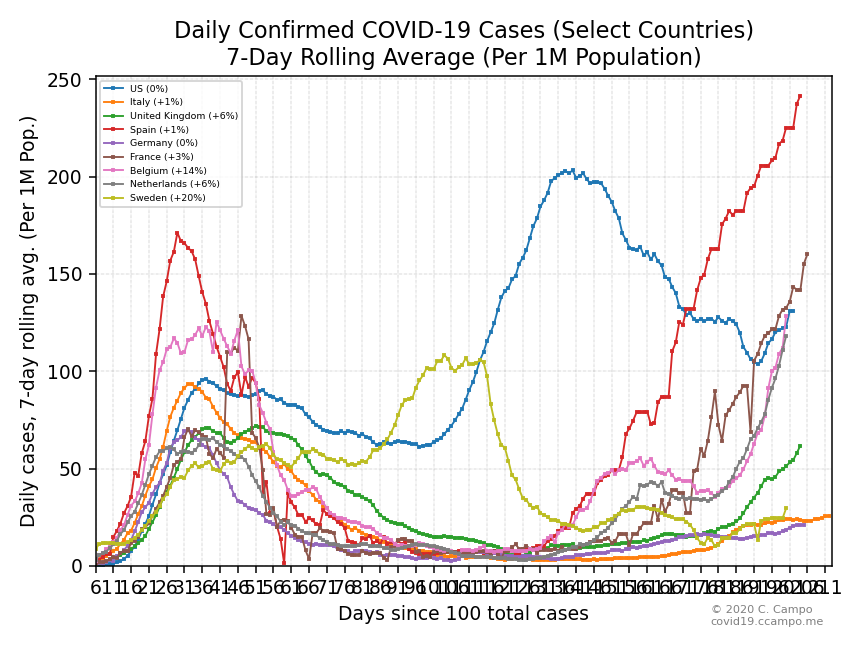 Daily Confirmed COVID-19 Cases (Select Countries)
7-Day Rolling Average (Per 1M Population)
Daily cases, 7-day rolling avg. (Per 1M Pop.)
250
200
150
100
50
0
US (0%)
Italy (+1%)
United Kingdom (+6%)
Spain (+1%)
Germany (0%)
France (+3%)
Belgium (+14%)
Netherlands (+6%)
Sweden (+20%)
Days since 100 total cases
© 2020 C. Campo
covid19.ccampo.me